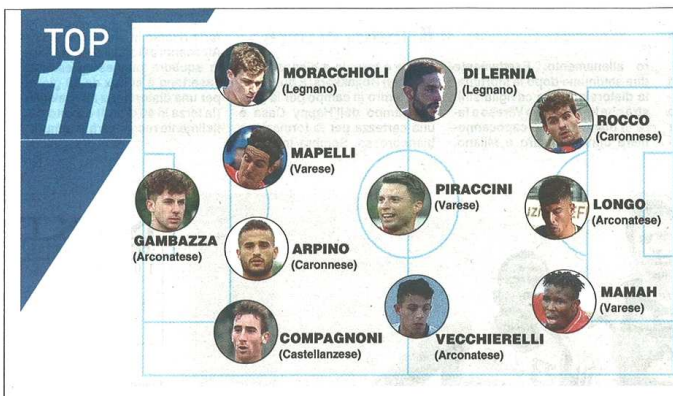 TOP
11
MORACCHIOLI
(Legnano)
DI LERNIA
(Legnano)
ROCCO
(Caronnese)
MAPELLI
(Varese)
PIRACCINI
(Varese)
LONGO
(Arconatese)
GAMBAZZA
(Arconatese)
ARPINO
(Caronnese)
MAMAH
(Varese)
COMPAGNONI
(Castellanzese)
VECCHIERELLI
(Arconatese)